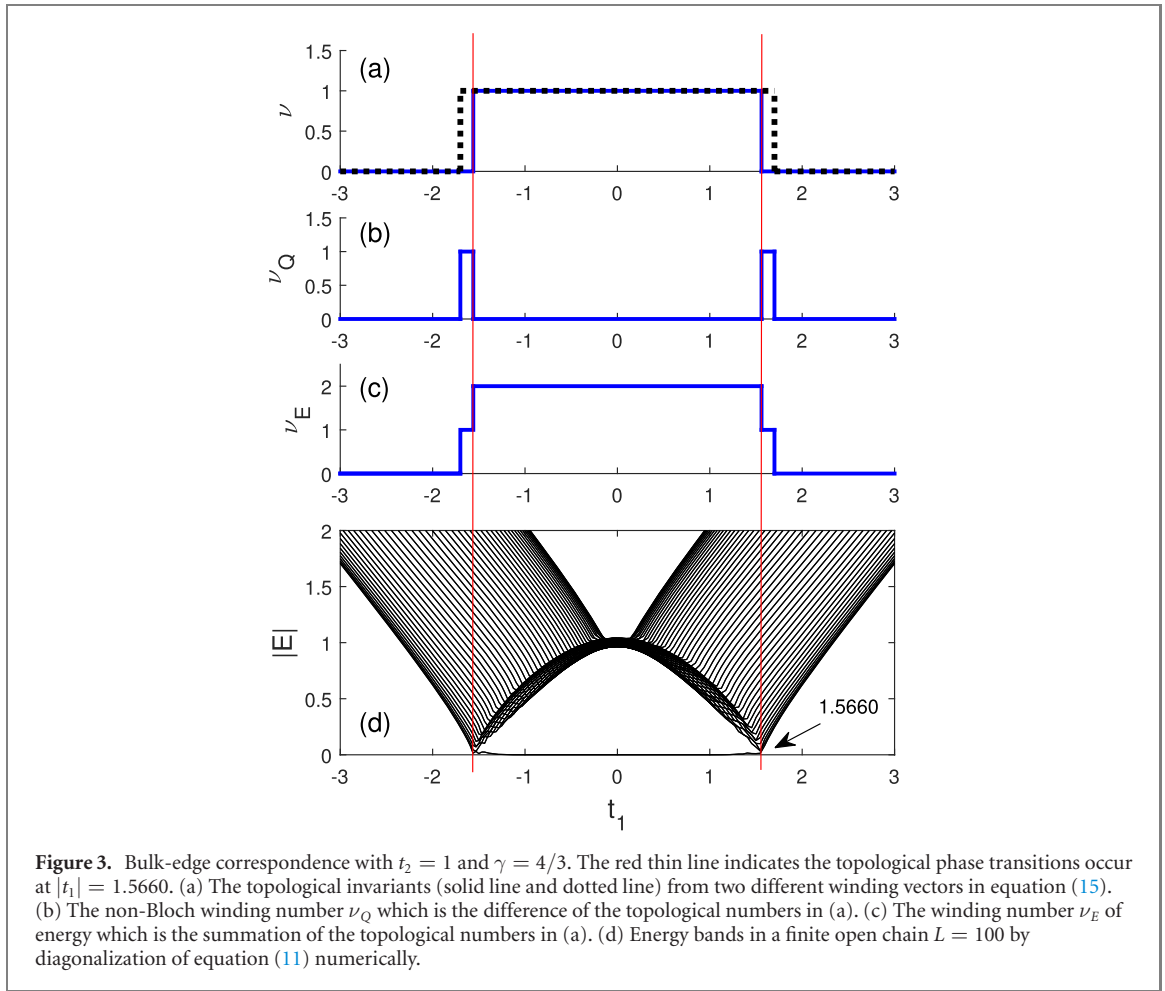 1.5
(a)
1
ν
0.5
0
-3 -2 -1 0 1 2 3
1.5
(b)
1
ν_Q
0.5
0
-3 -2 -1 0 1 2 3
2
(c)
ν_E
1
0
-3 -2 -1 0 1 2 3
2
1.5
|E|
1
0.5
1.5660
(d)
0
-3 -2 -1 0 1 2 3
t_1
Figure 3. Bulk-edge correspondence with t_2 = 1 and γ = 4/3. The red thin line indicates the topological phase transitions occur
at |t_1| = 1.5660. (a) The topological invariants (solid line and dotted line) from two different winding vectors in equation (15).
(b) The non-Bloch winding number ν_Q which is the difference of the topological numbers in (a). (c) The winding number ν_E of
energy which is the summation of the topological numbers in (a). (d) Energy bands in a finite open chain L = 100 by
diagonalization of equation (11) numerically.